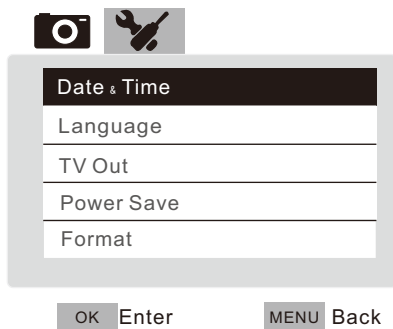 Date & Time
Language
TV Out
Power Save
Format
OK Enter MENU Back